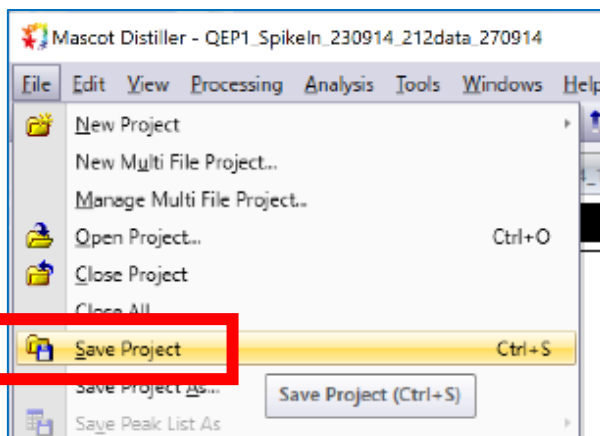 Mascot Distiller - QEP1_SpikeIn_230914_212data_270914
File Edit View Processing Analysis Tools Windows Help
New Project
New Multi File Project...
Manage Multi File Project...
Open Project... Ctrl+O
Close Project
Close All
Save Project Ctrl+S
Save Project As...
Save Project (Ctrl+S)
Save Peak List As